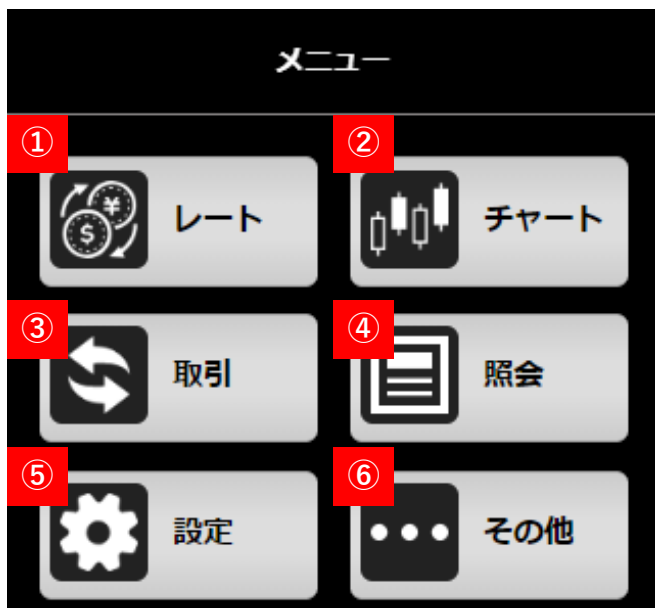 メニュー
① ②
レート チャート
③ ④
取引 照会
⑤ ⑥
設定 その他